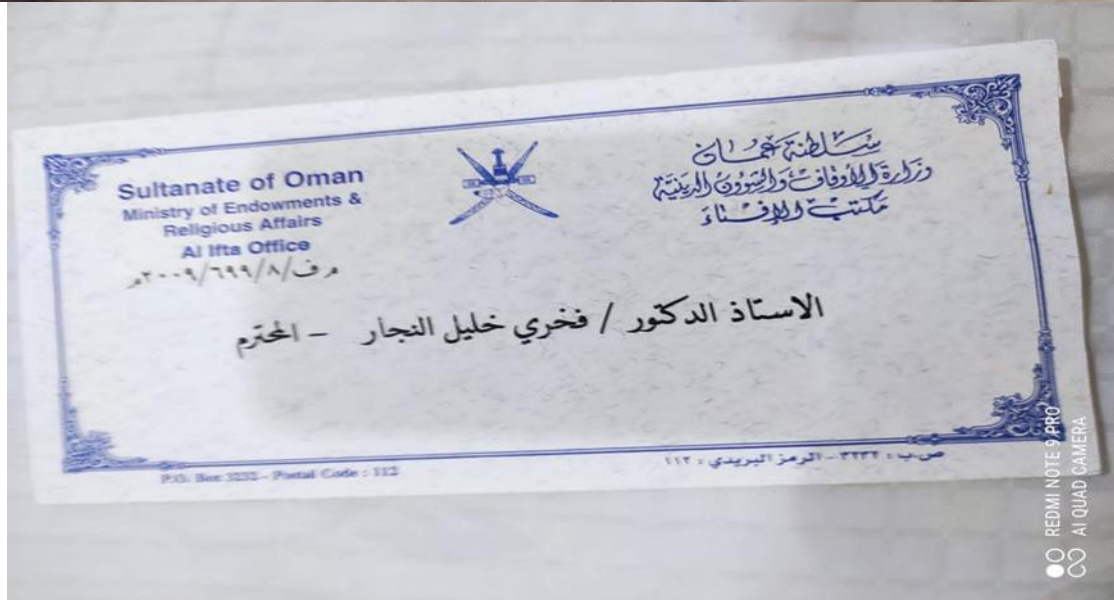 Sultanate of Oman
Ministry of Endowments &
Religious Affairs
Al Ifta Office
م ف/٨/٦٩٩/٢٠٠٩م
سلطنة عمان
وزارة الأوقاف والشؤون الدينية
مكتب الإفتاء
الاستاذ الدكتور / فخري خليل النجار - المحترم
P.O. Box 3232 - Postal Code : 112
ص.ب : ٣٢٣٢ - الرمز البريدي : ١١٢
REDMI NOTE 9 PRO
AI QUAD CAMERA